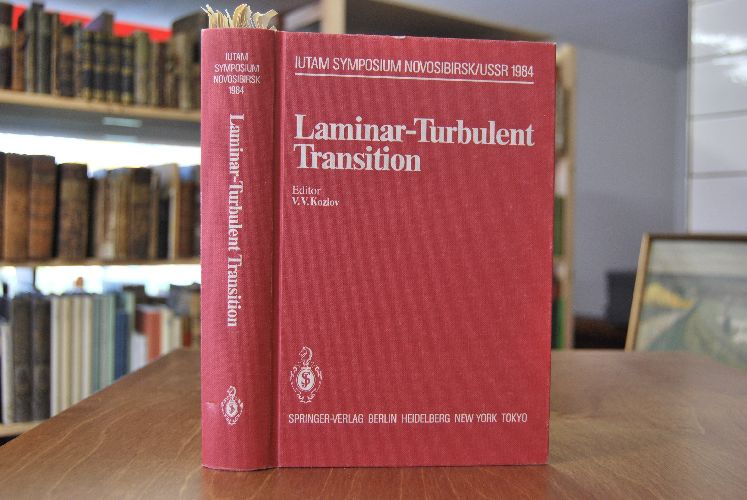 IUTAM
SYMPOSIUM
NOVOSIBIRSK
1984
Laminar-Turbulent Transition
IUTAM SYMPOSIUM NOVOSIBIRSK/USSR 1984
Laminar-Turbulent
Transition
Editor
V.V. Kozlov
SPRINGER-VERLAG BERLIN HEIDELBERG NEW YORK TOKYO